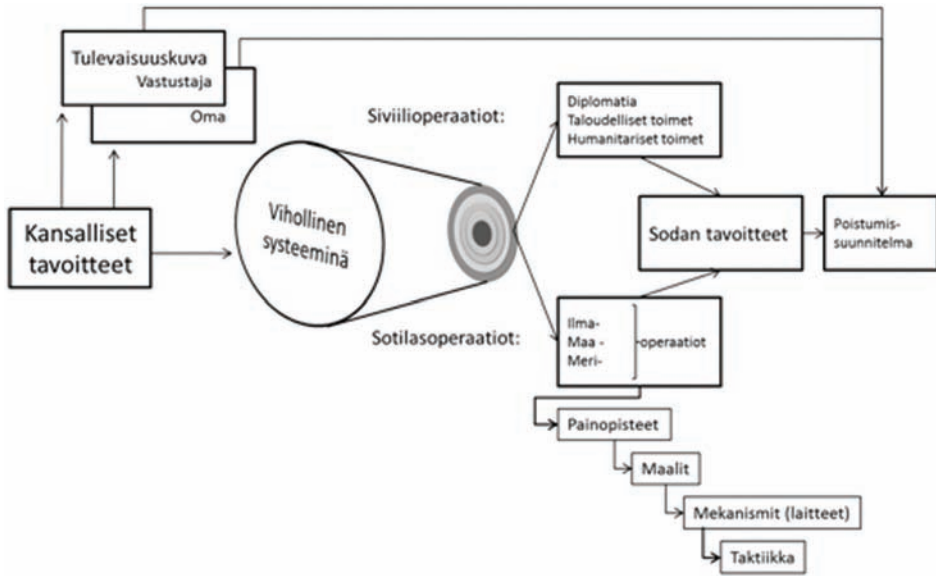 Tulevaisuuskuva
Vastustaja
Oma
Kansalliset
tavoitteet
Vihollinen
systeeminä
Siviilioperaatiot:
Diplomatia
Taloudelliset toimet
Humanitariset toimet
Sodan tavoitteet
Poistumis-
suunnitelma
Sotilasoperaatiot:
Ilma-
Maa -
Meri-
operaatiot
Painopisteet
Maalit
Mekanismit (laitteet)
Taktiikka